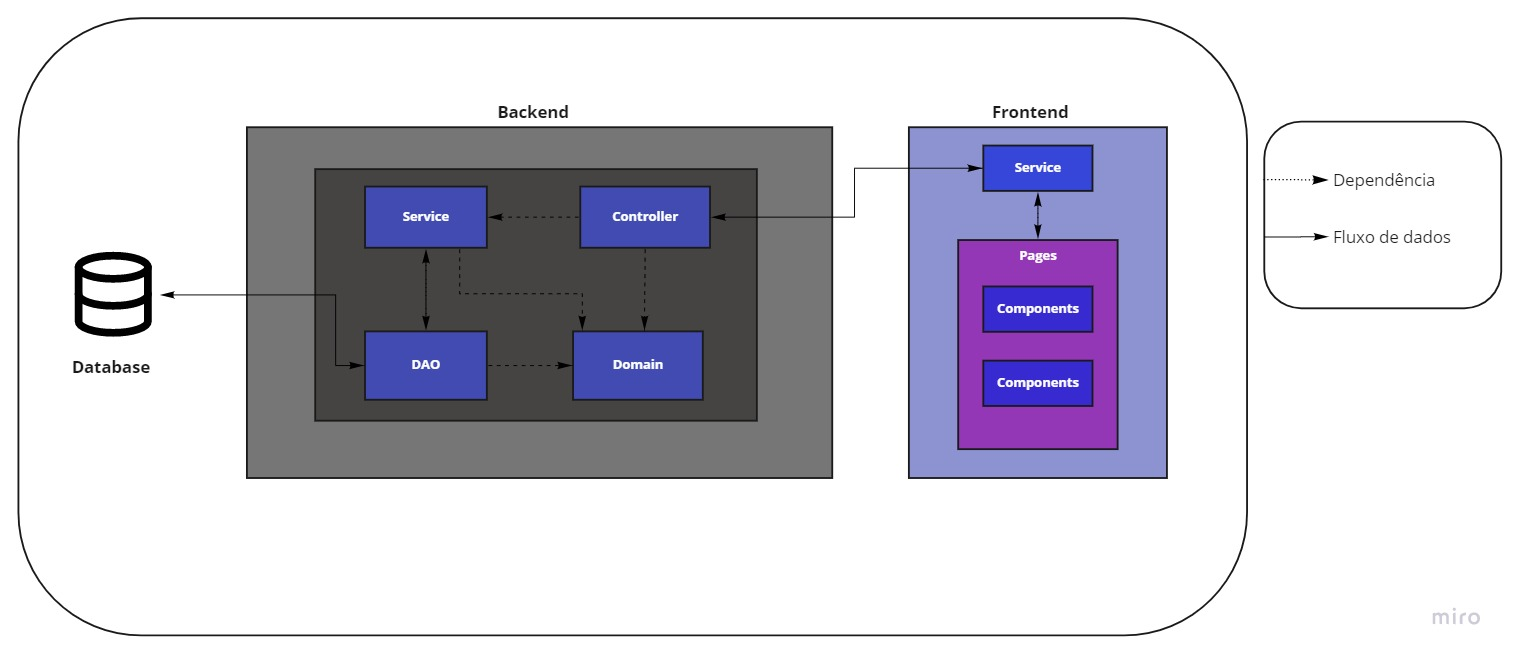 Backend
Frontend
Service
Controller
Service
Pages
Dependência
Fluxo de dados
Components
Database
DAO
Domain
Components
miro